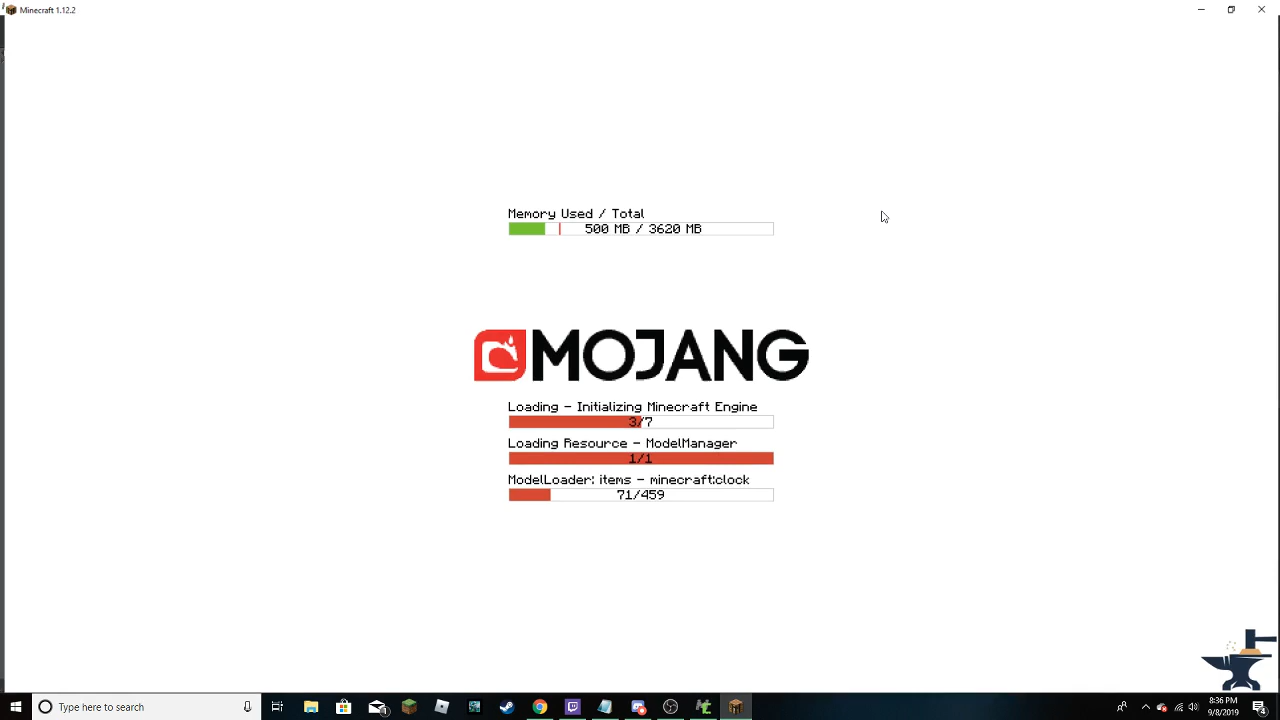 Minecraft 1.12.2
Memory Used / Total
500 MB / 3620 MB
MOJANG
Loading - Initializing Minecraft Engine
3/7
Loading Resource - ModelManager
1/1
ModelLoader: items - minecraft:clock
71/459
Type here to search
8:36 PM
9/8/2019